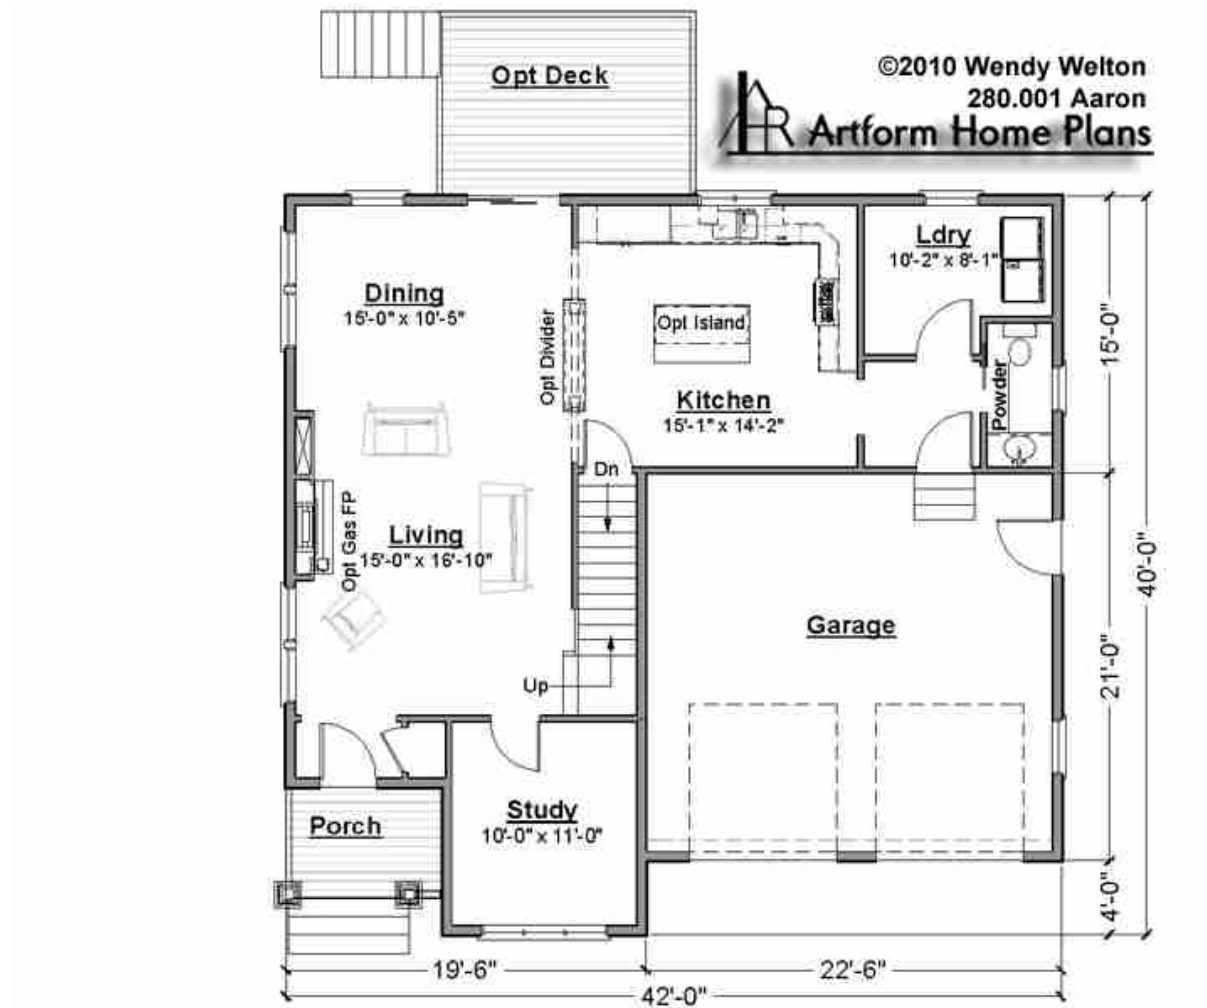 Opt Deck
©2010 Wendy Welton
280.001 Aaron
AR Artform Home Plans
Ldry
10'-2" x 8'-1"
Dining
15'-0" x 10'-5"
Opt Divider
Opt Island
15'-0"
Powder
Kitchen
15'-1" x 14'-2"
Dn
Opt Gas FP
Living
15'-0" x 16'-10"
40'-0"
Garage
21'-0"
Up
Study
10'-0" x 11'-0"
Porch
4'-0"
19'-6"
22'-6"
42'-0"